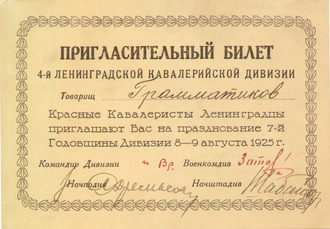 ПРИГЛАСИТЕЛЬНЫЙ БИЛЕТ
4-й ЛЕНИНГРАДСКОЙ КАВАЛЕРИЙСКОЙ ДИВИЗИИ
Товарищ Грамматиков
Красные Кавалеристы Ленинградцы
приглашают Вас на празднование 7-й
Годовщины Дивизии 8—9 августа 1925 г.
Командир Дивизии и Вр. Военкомдив
Начподив Начштадив